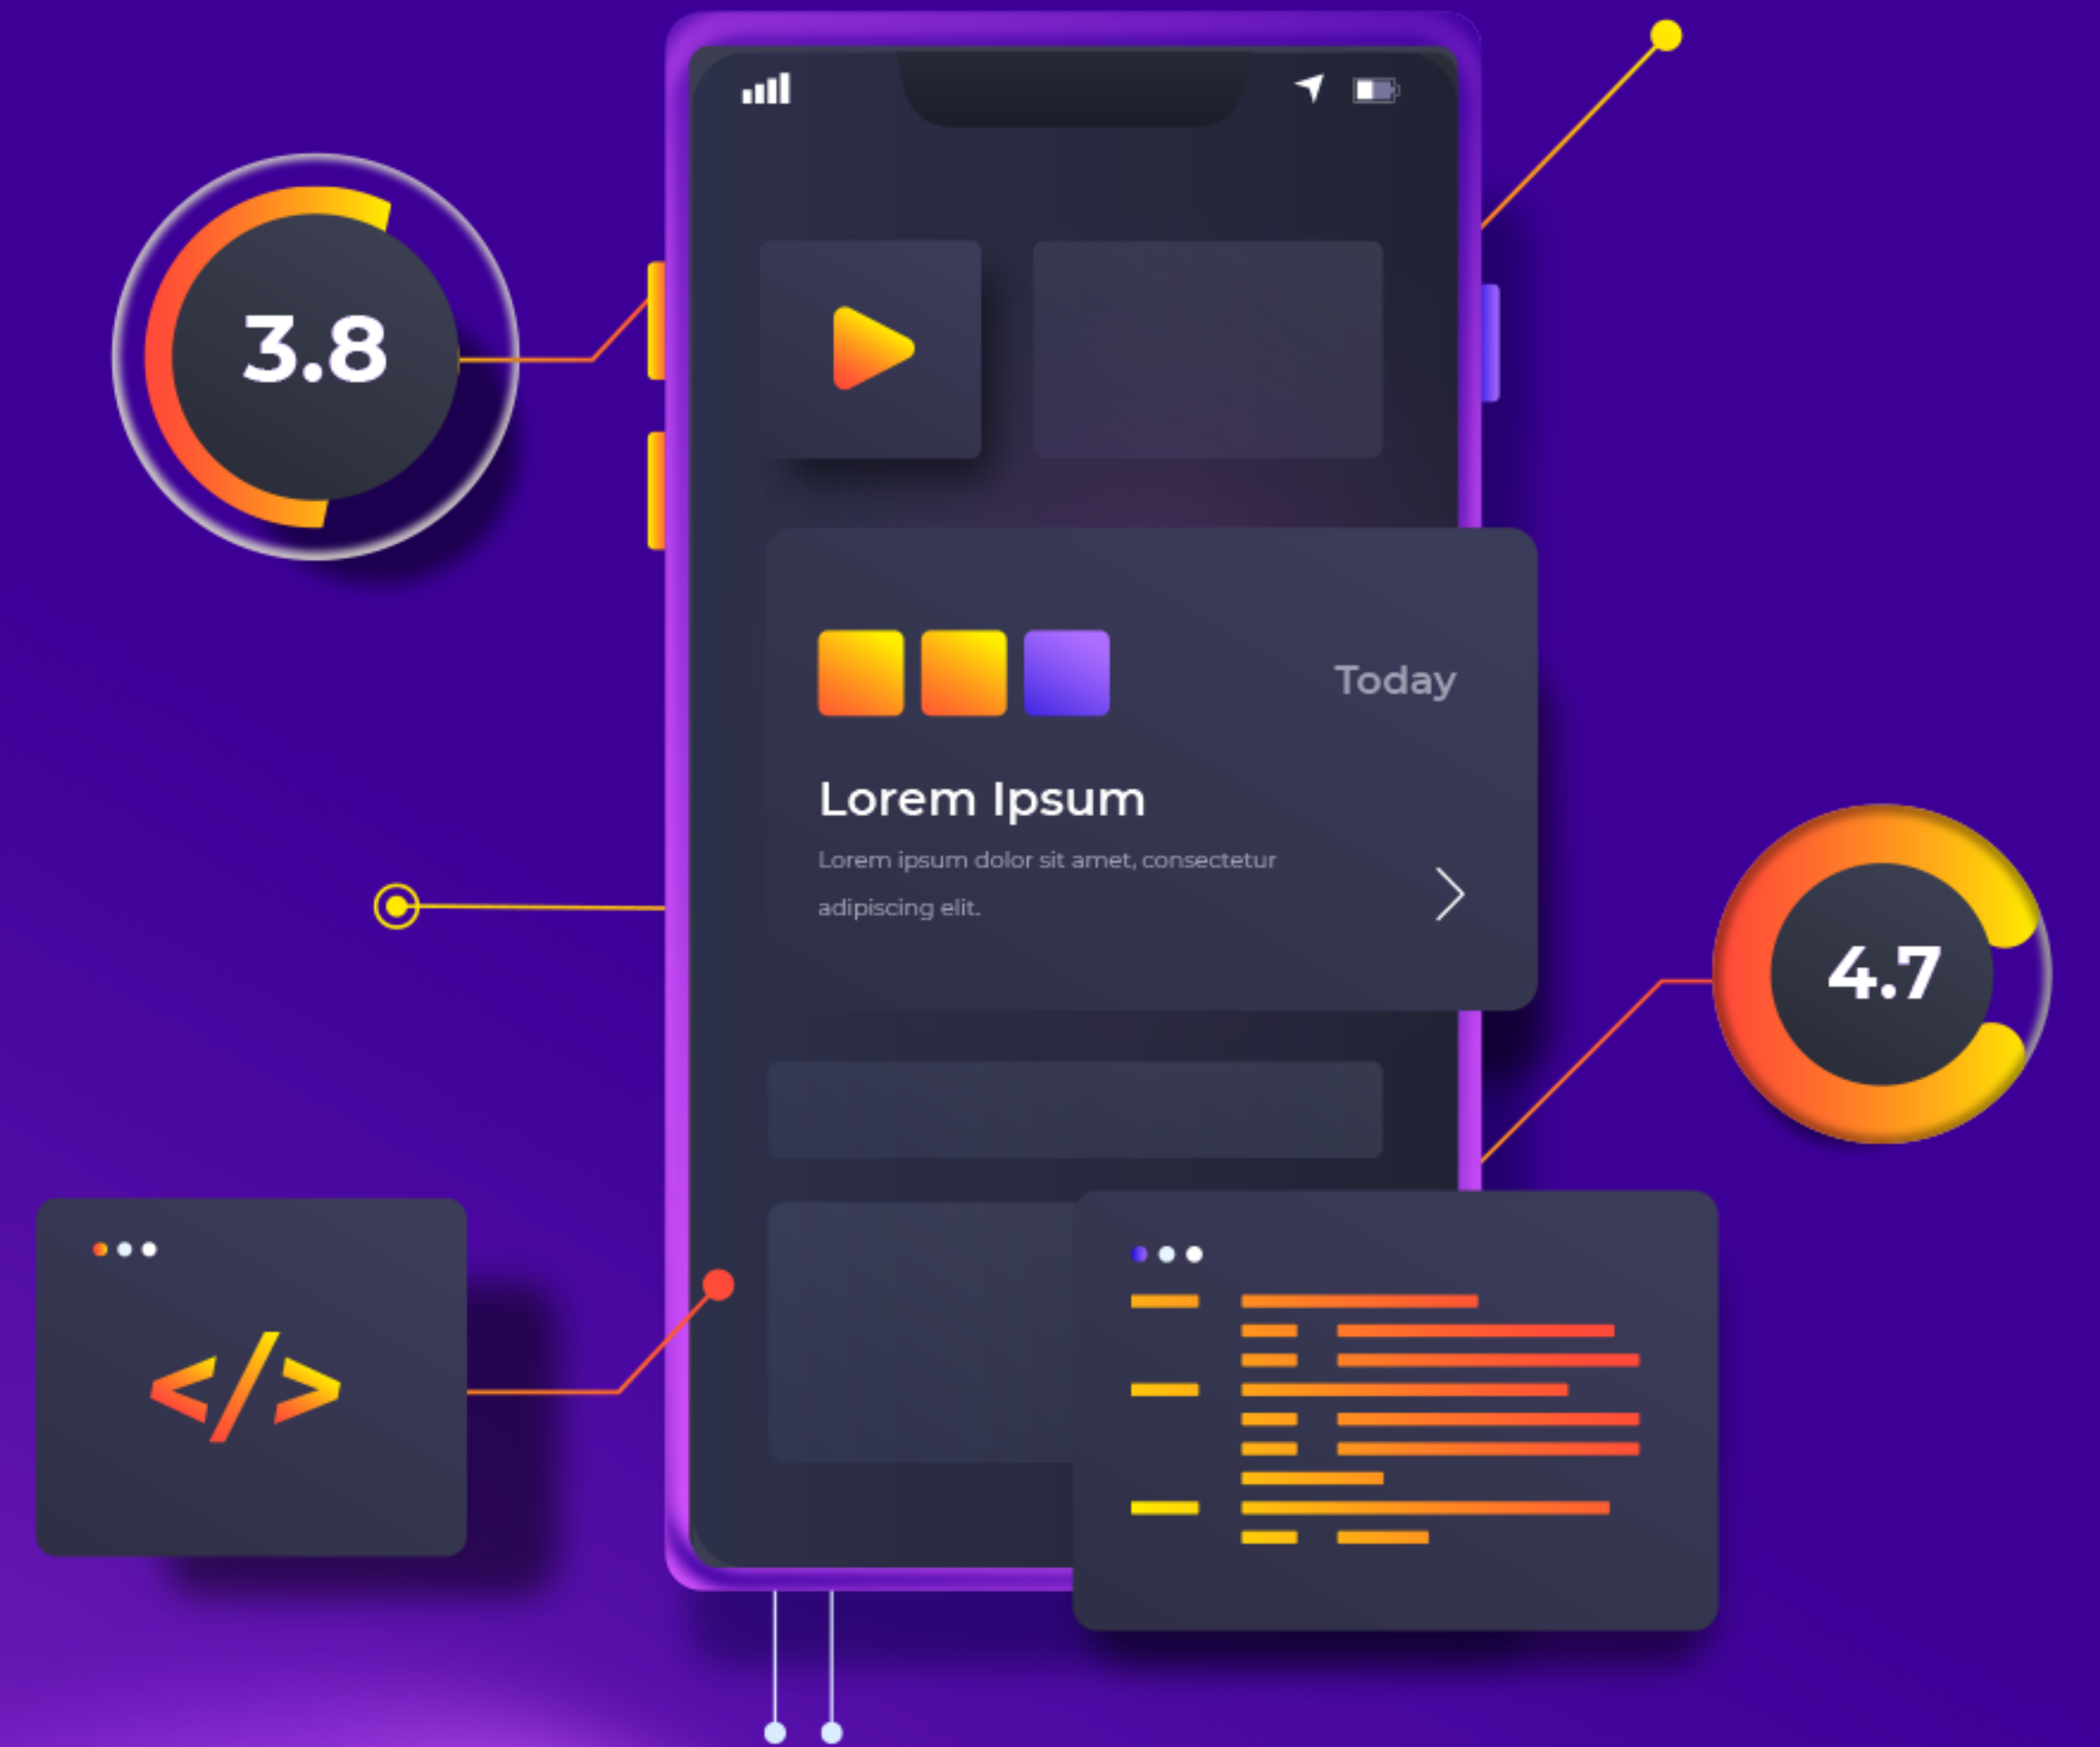 3.8
Today
Lorem Ipsum
Lorem ipsum dolor sit amet, consectetur
adipiscing elit.
4.7
</>